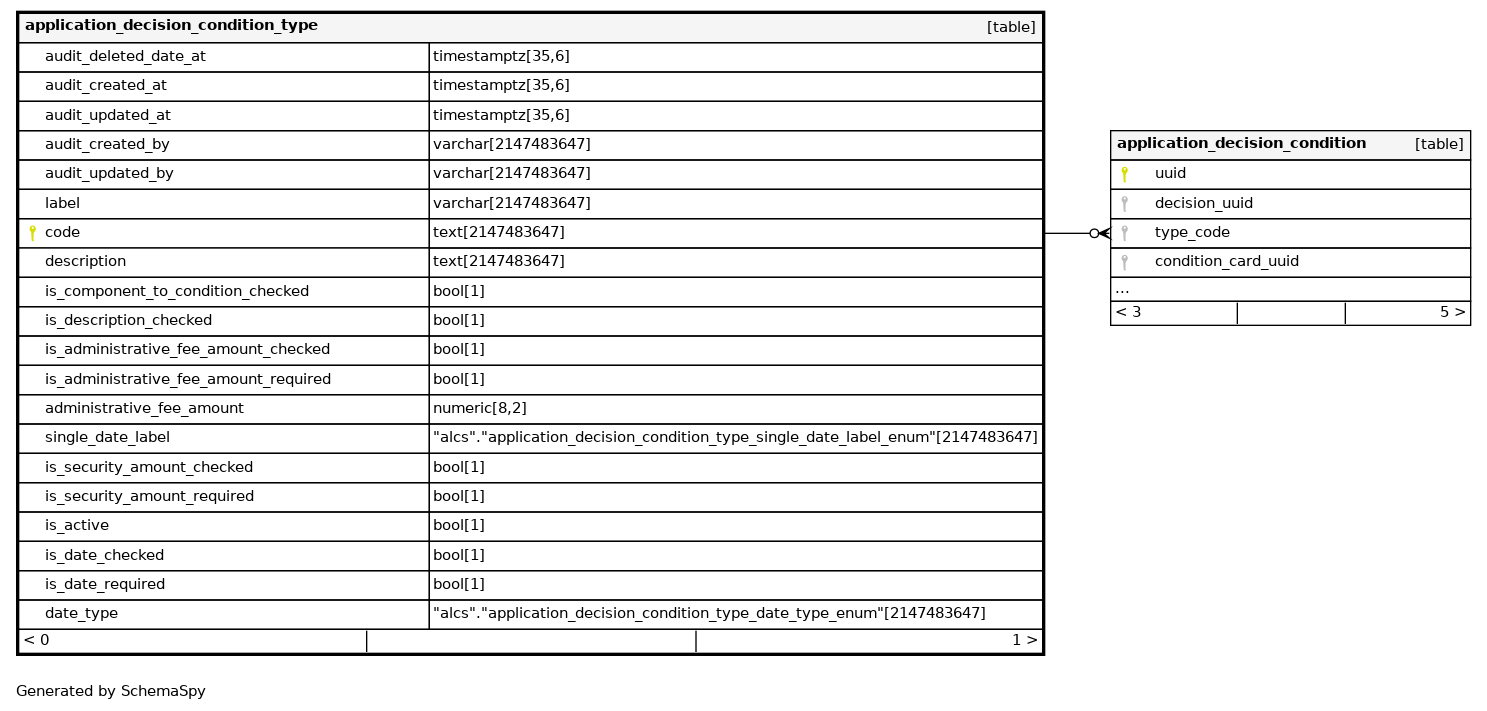 application_decision_condition_type [table]
audit_deleted_date_at timestamptz[35,6]
audit_created_at timestamptz[35,6]
audit_updated_at timestamptz[35,6]
audit_created_by varchar[2147483647]
audit_updated_by varchar[2147483647]
label varchar[2147483647]
code text[2147483647]
description text[2147483647]
is_component_to_condition_checked bool[1]
is_description_checked bool[1]
is_administrative_fee_amount_checked bool[1]
is_administrative_fee_amount_required bool[1]
administrative_fee_amount numeric[8,2]
single_date_label "alcs"."application_decision_condition_type_single_date_label_enum"[2147483647]
is_security_amount_checked bool[1]
is_security_amount_required bool[1]
is_active bool[1]
is_date_checked bool[1]
is_date_required bool[1]
date_type "alcs"."application_decision_condition_type_date_type_enum"[2147483647]
< 0 1 >
application_decision_condition [table]
uuid
decision_uuid
type_code
condition_card_uuid
...
< 3 5 >
Generated by SchemaSpy